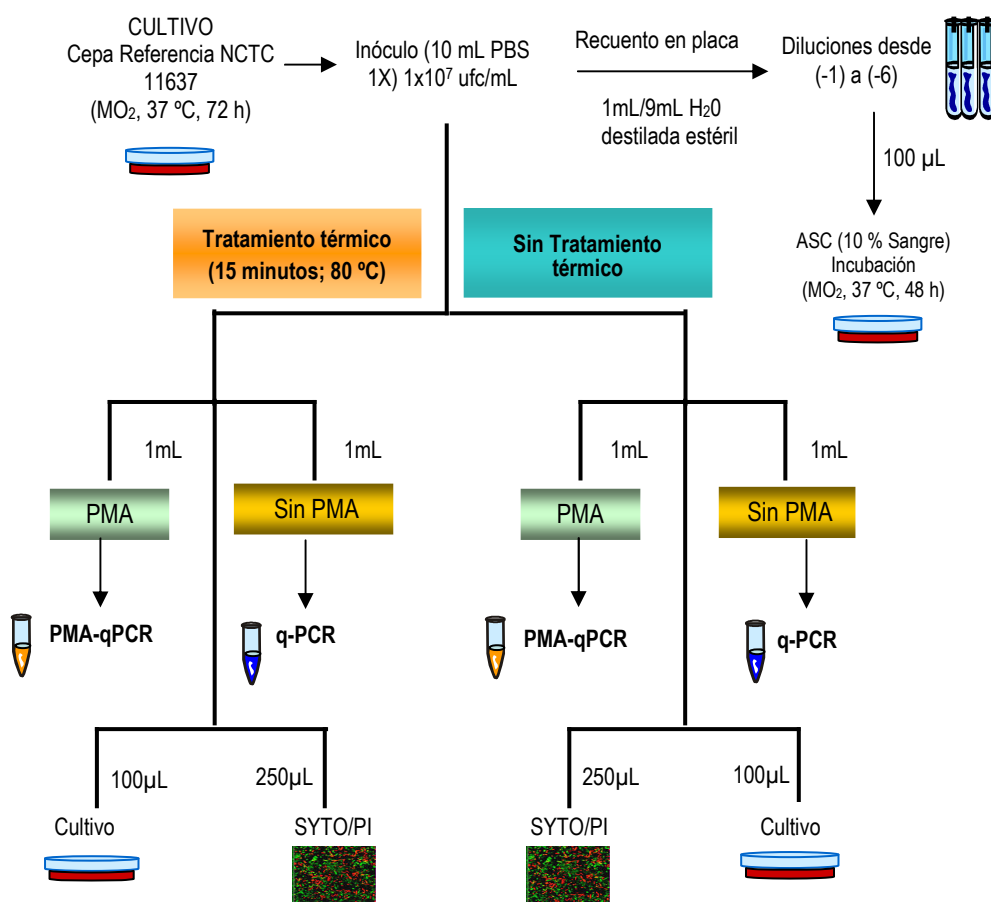 CULTIVO
Cepa Referencia NCTC
11637
(MO₂, 37 ºC, 72 h)
Inóculo (10 mL PBS
1X) 1x10⁷ ufc/mL
Recuento en placa
1mL/9mL H₂0
destilada estéril
Diluciones desde
(-1) a (-6)
100 µL
ASC (10 % Sangre)
Incubación
(MO₂, 37 ºC, 48 h)
Tratamiento térmico
(15 minutos; 80 ºC)
Sin Tratamiento
térmico
1mL
1mL
1mL
1mL
PMA
Sin PMA
PMA
Sin PMA
PMA-qPCR
q-PCR
PMA-qPCR
q-PCR
100µL
250µL
250µL
100µL
Cultivo
SYTO/PI
SYTO/PI
Cultivo